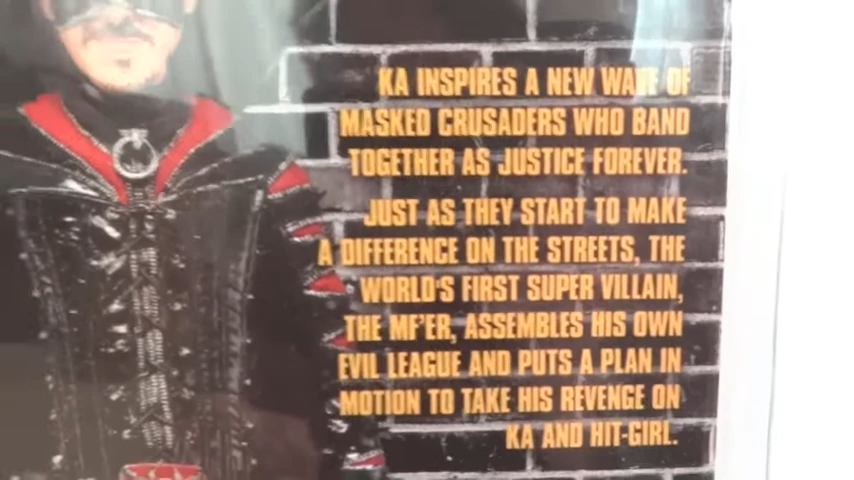 KA INSPIRES A NEW WAVE OF
MASKED CRUSADERS WHO BAND
TOGETHER AS JUSTICE FOREVER.
JUST AS THEY START TO MAKE
A DIFFERENCE ON THE STREETS, THE
WORLD'S FIRST SUPER VILLAIN,
THE MF'ER, ASSEMBLES HIS OWN
EVIL LEAGUE AND PUTS A PLAN IN
MOTION TO TAKE HIS REVENGE ON
KA AND HIT-GIRL.